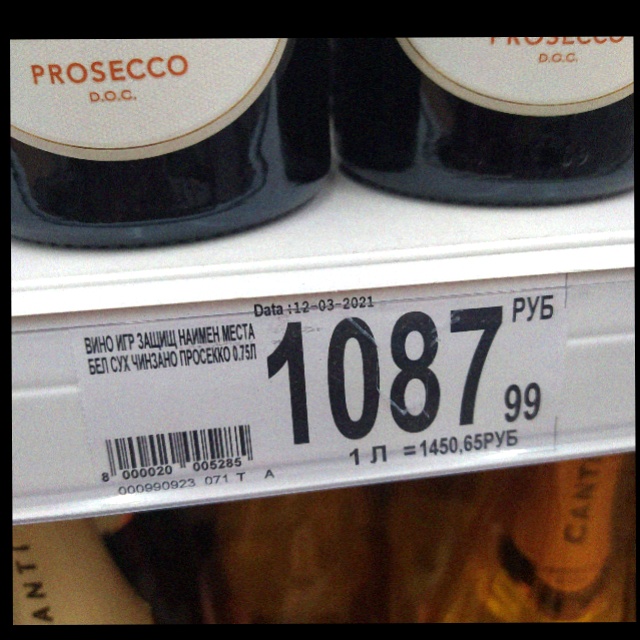 PROSECCO
D.O.C.
PROSECCO
D.O.C.
Data :12-03-2021
ВИНО ИГР ЗАЩИЩ НАИМЕН МЕСТА
БЕЛ СУХ ЧИНЗАНО ПРОСЕККО 0.75Л
1087 99 РУБ
1 Л =1450,65РУБ
8 000020 005285
000990923 071 T A
ANTI
CANTI